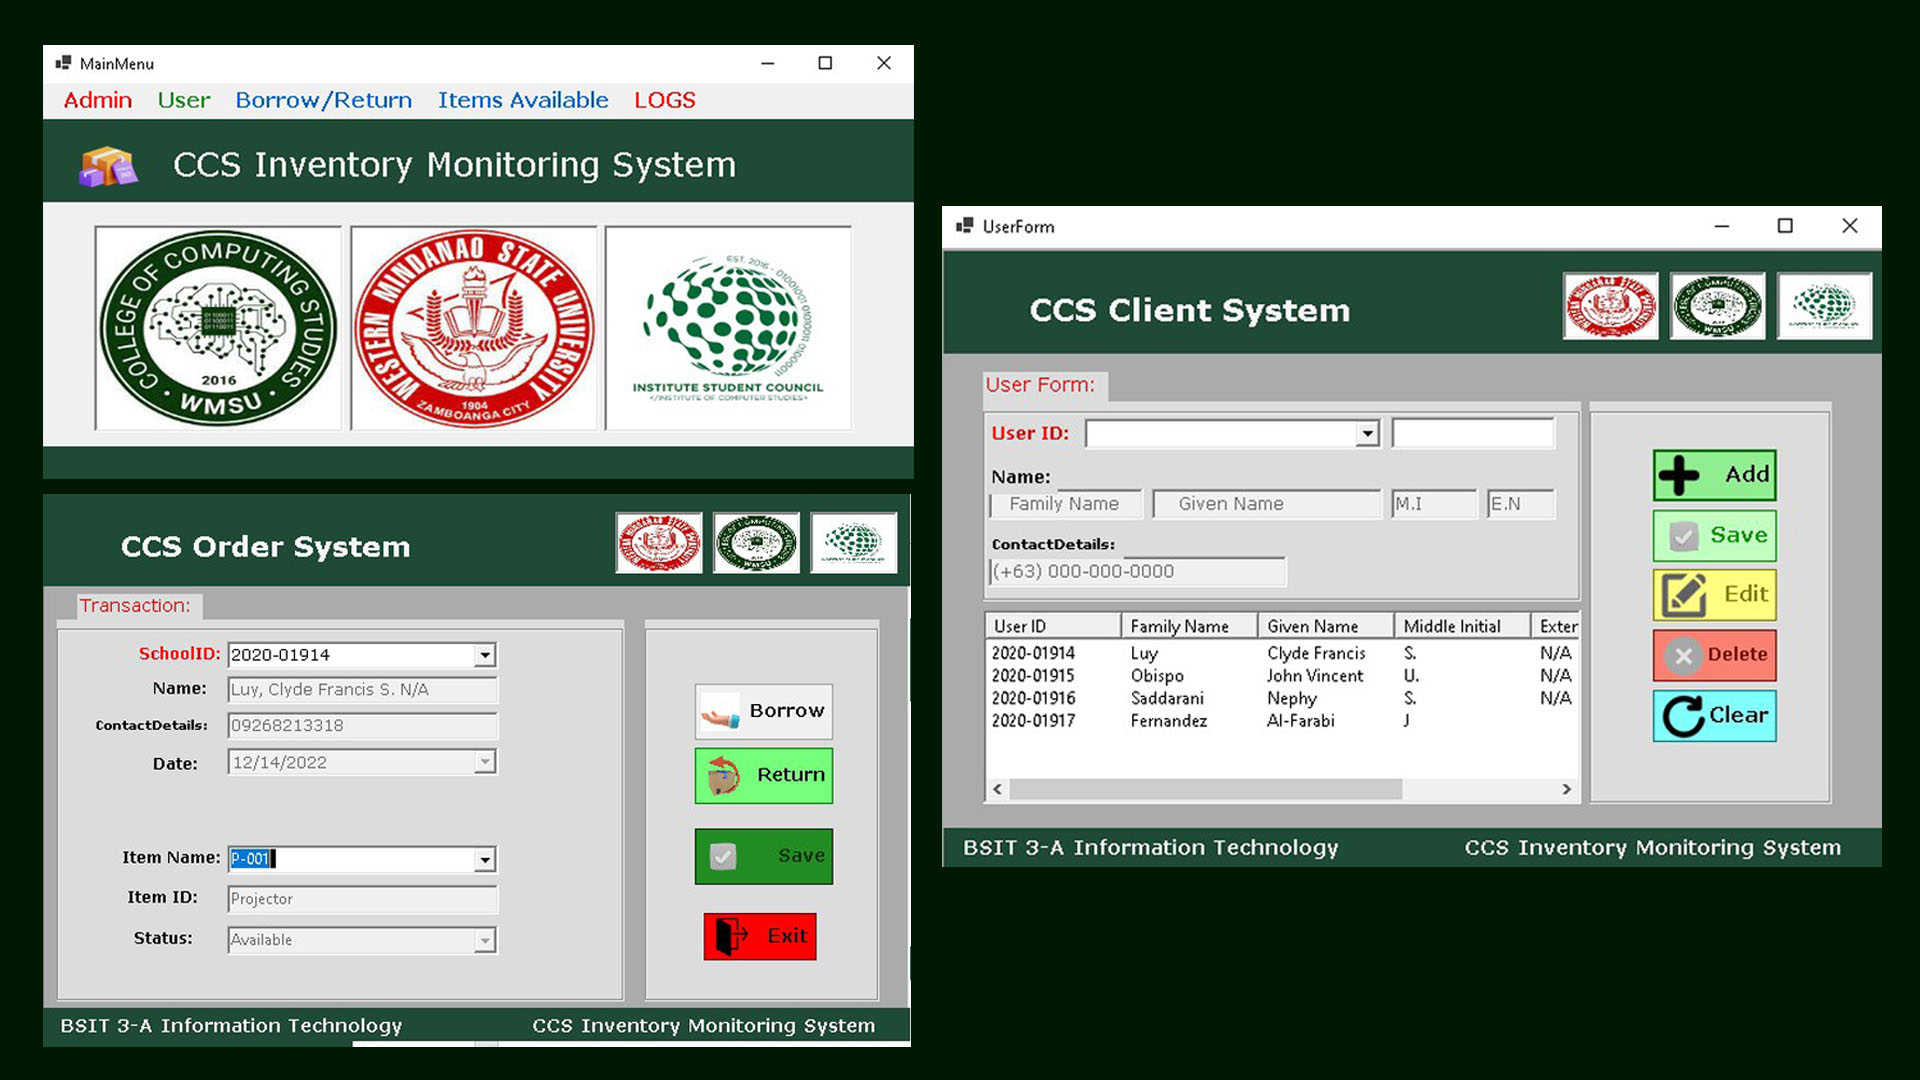 MainMenu
Admin User Borrow/Return Items Available LOGS
CCS Inventory Monitoring System
COLLEGE OF COMPUTING STUDIES
2016
WMSU
WESTERN MINDANAO STATE UNIVERSITY
1904
ZAMBOANGA CITY
EST. 2016
INSTITUTE STUDENT COUNCIL
</INSTITUTE OF COMPUTER STUDIES>
CCS Order System
Transaction:
SchoolID: 2020-01914
Name: Luy, Clyde Francis S. N/A
ContactDetails: 09268213318
Date: 12/14/2022
Item Name: P-001
Item ID: Projector
Status: Available
Borrow
Return
Save
Exit
BSIT 3-A Information Technology CCS Inventory Monitoring System
UserForm
CCS Client System
User Form:
User ID:
Name:
Family Name Given Name M.I E.N
ContactDetails:
(+63) 000-000-0000
User ID Family Name Given Name Middle Initial Exter
2020-01914 Luy Clyde Francis S. N/A
2020-01915 Obispo John Vincent U. N/A
2020-01916 Saddarani Nephy S. N/A
2020-01917 Fernandez Al-Farabi J
Add
Save
Edit
Delete
Clear
BSIT 3-A Information Technology CCS Inventory Monitoring System